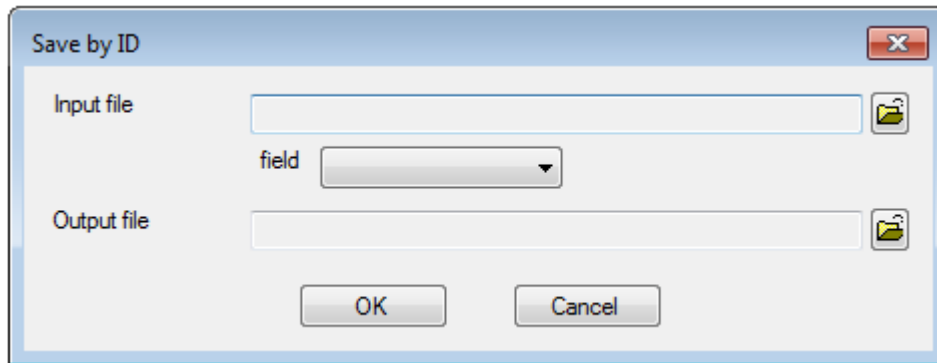 Save by ID
Input file
field
Output file
OK Cancel